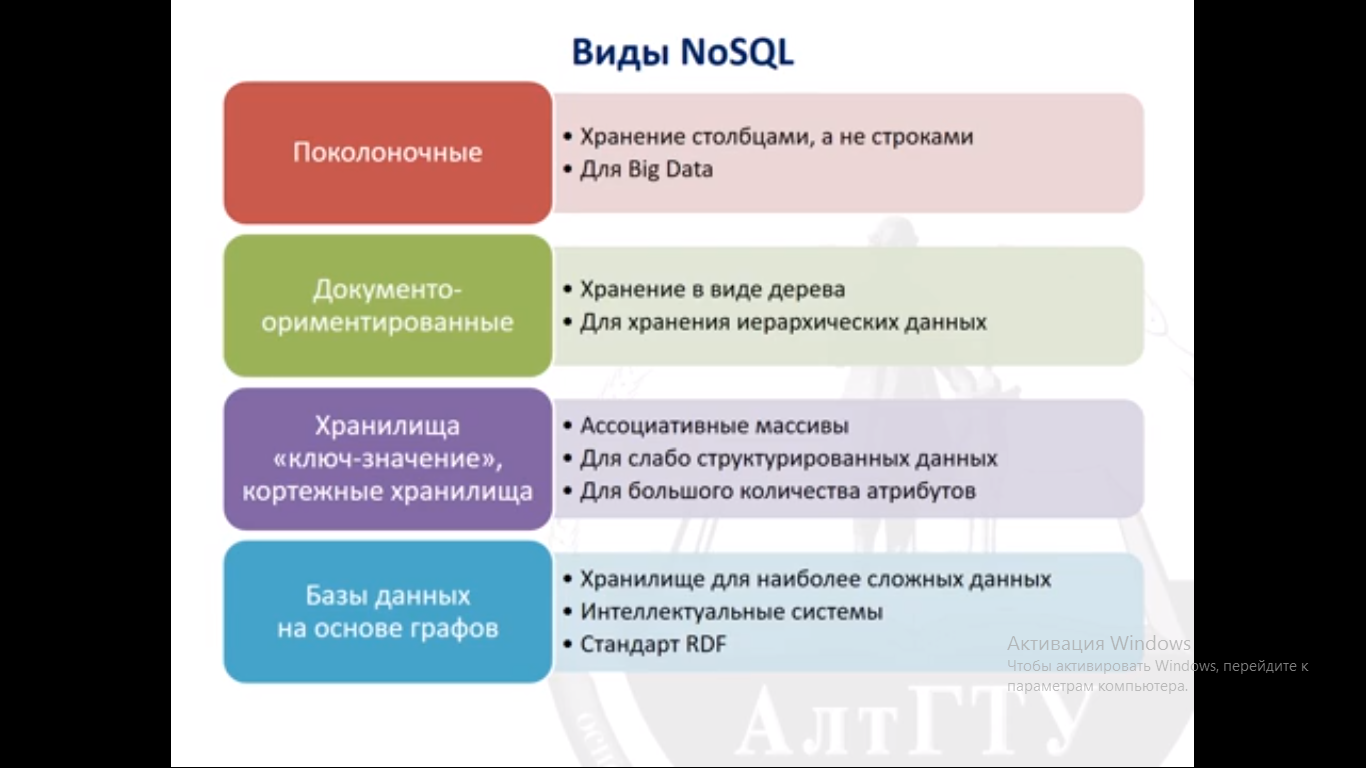 Виды NoSQL
Поколоночные
• Хранение столбцами, а не строками
• Для Big Data
Документо-
ориментированные
• Хранение в виде дерева
• Для хранения иерархических данных
Хранилища
«ключ-значение»,
кортежные хранилища
• Ассоциативные массивы
• Для слабо структурированных данных
• Для большого количества атрибутов
Базы данных
на основе графов
• Хранилище для наиболее сложных данных
• Интеллектуальные системы
• Стандарт RDF
Активация Windows
Чтобы активировать Windows, перейдите к
параметрам компьютера.
АлтГТУ